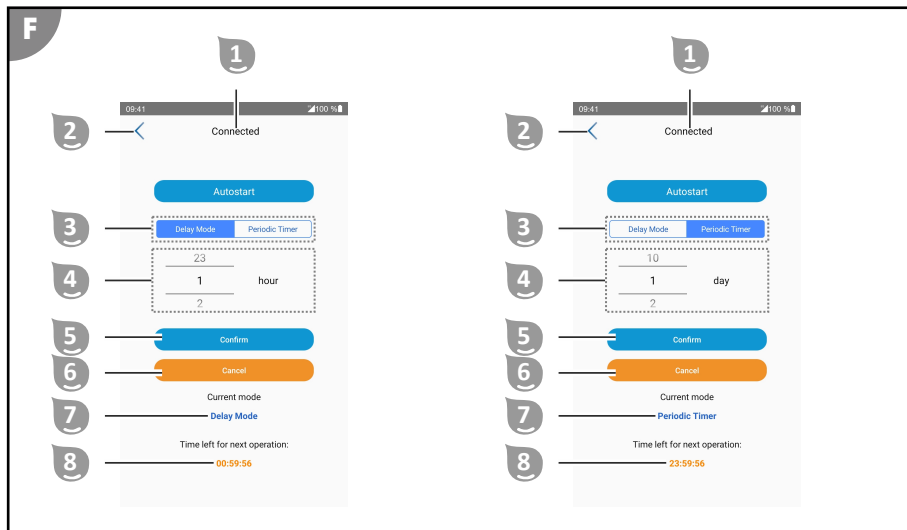 F
1
09:41 100 %
2
Connected
Autostart
3
Delay Mode Periodic Timer
23
4
1 hour
2
5
Confirm
6
Cancel
Current mode
7
Delay Mode
Time left for next operation:
8
00:59:56
1
09:41 100 %
2
Connected
Autostart
3
Delay Mode Periodic Timer
10
4
1 day
2
5
Confirm
6
Cancel
Current mode
7
Periodic Timer
Time left for next operation:
8
23:59:56